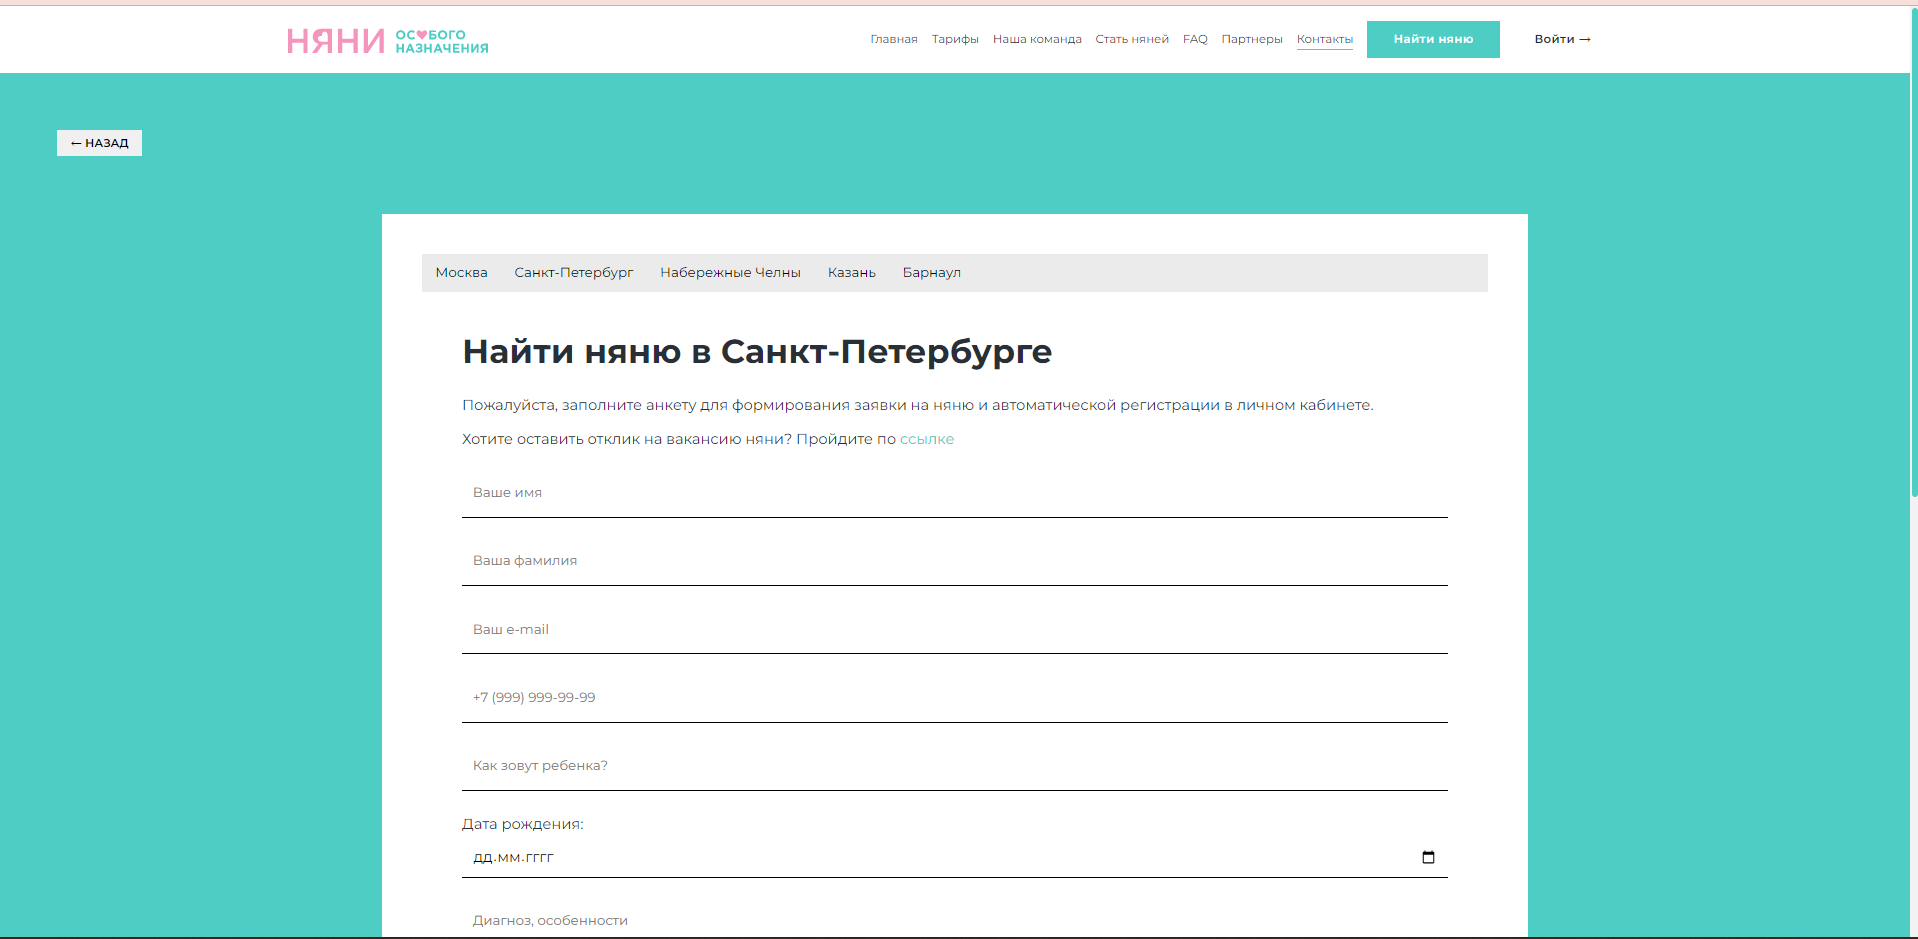 НЯНИ ОСОБОГО НАЗНАЧЕНИЯ
Главная Тарифы Наша команда Стать няней FAQ Партнеры Контакты Найти няню Войти →
← НАЗАД
Москва Санкт-Петербург Набережные Челны Казань Барнаул
Найти няню в Санкт-Петербурге
Пожалуйста, заполните анкету для формирования заявки на няню и автоматической регистрации в личном кабинете.
Хотите оставить отклик на вакансию няни? Пройдите по ссылке
Ваше имя
Ваша фамилия
Ваш e-mail
+7 (999) 999-99-99
Как зовут ребенка?
Дата рождения:
ДД.ММ.ГГГГ
Диагноз, особенности